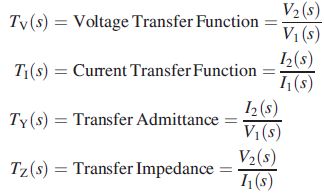 T_V(s) = Voltage Transfer Function = V_2(s)/V_1(s)
T_I(s) = Current Transfer Function = I_2(s)/I_1(s)
T_Y(s) = Transfer Admittance = I_2(s)/V_1(s)
T_Z(s) = Transfer Impedance = V_2(s)/I_1(s)